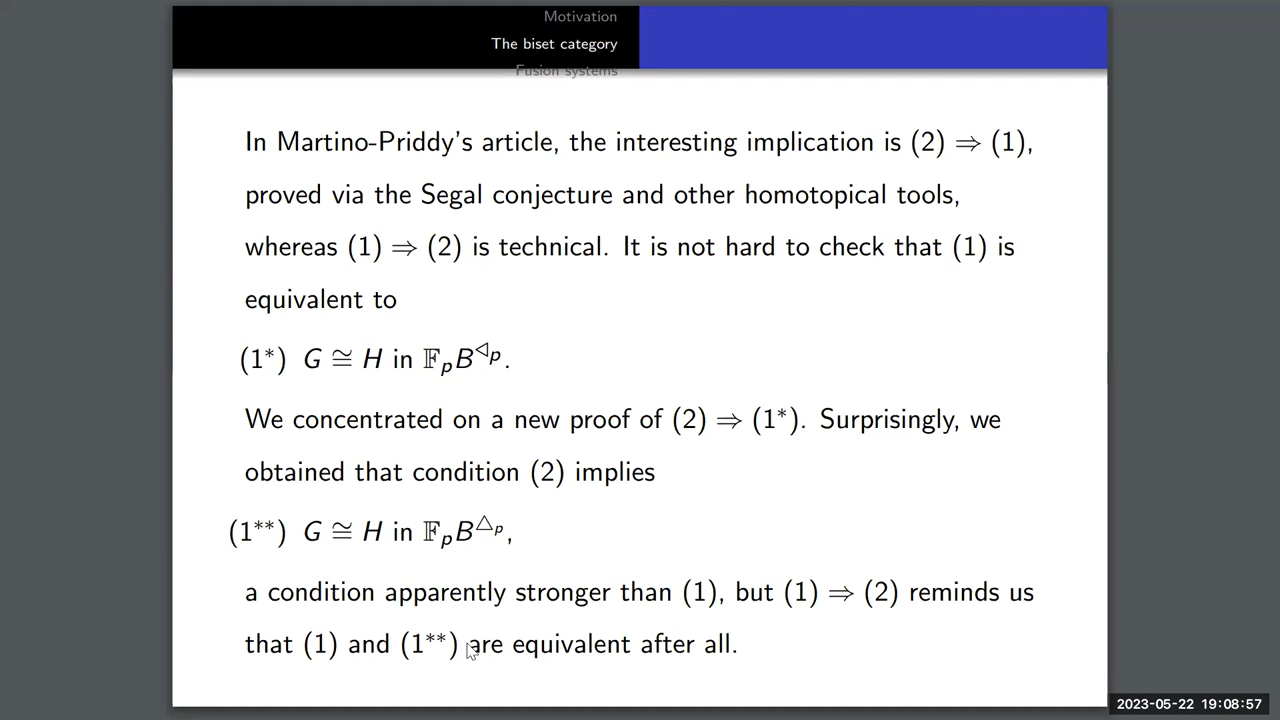 Motivation
The biset category
Fusion systems
In Martino-Priddy's article, the interesting implication is (2) ⇒ (1),
proved via the Segal conjecture and other homotopical tools,
whereas (1) ⇒ (2) is technical. It is not hard to check that (1) is
equivalent to
(1*) G ≅ H in 𝔽ₚB^◁ₚ.
We concentrated on a new proof of (2) ⇒ (1*). Surprisingly, we
obtained that condition (2) implies
(1**) G ≅ H in 𝔽ₚB^△ₚ,
a condition apparently stronger than (1), but (1) ⇒ (2) reminds us
that (1) and (1**) are equivalent after all.
2023-05-22 19:08:57